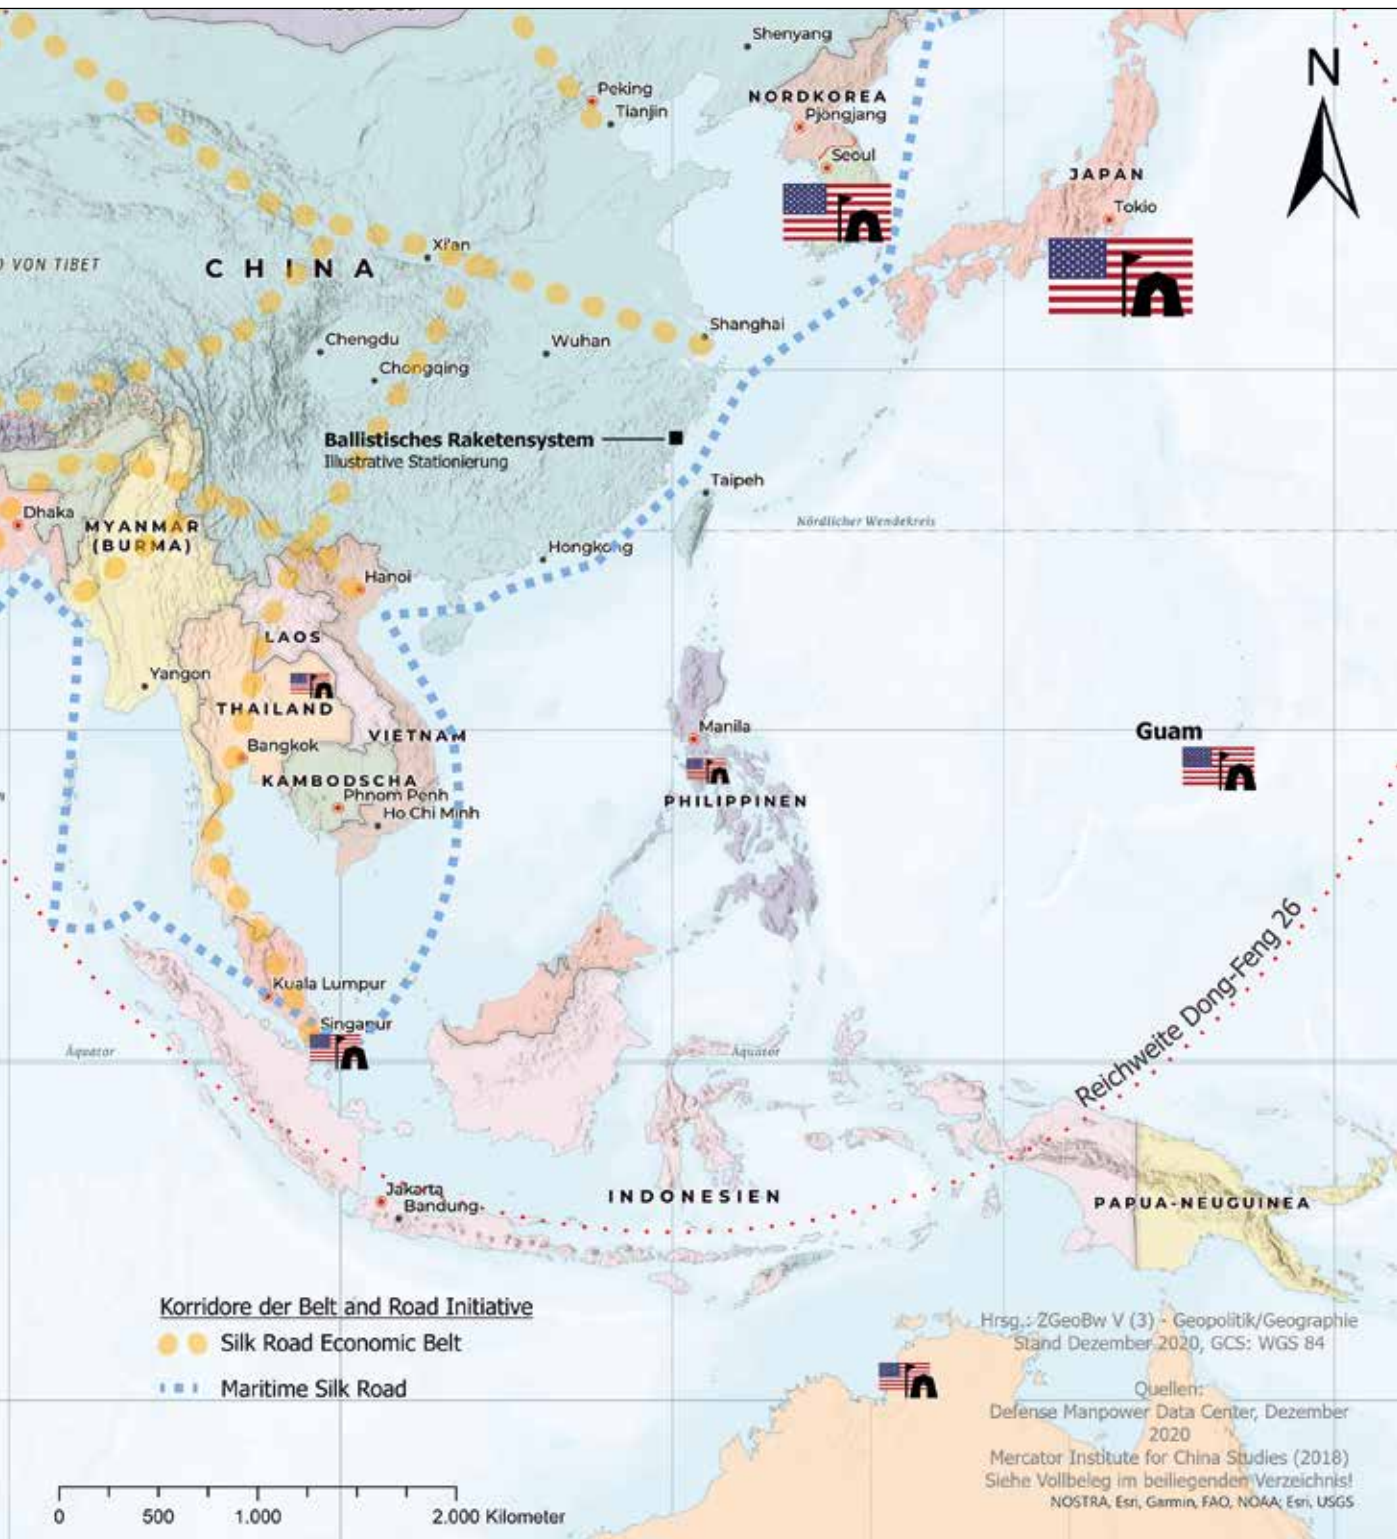 Shenyang
Peking
Tianjin
NORDKOREA
Pjöngjang
Seoul
N
JAPAN
Tokio
Xi'an
VON TIBET
CHINA
Shanghai
Chengdu
Wuhan
Chongqing
Ballistisches Raketensystem
Illustrative Stationierung
Taipeh
Dhaka
MYANMAR
(BURMA)
Nördlicher Wendekreis
Hongkong
Hanoi
LAOS
Yangon
THAILAND
VIETNAM
Manila
Guam
Bangkok
KAMBODSCHA
Phnom Penh
Ho Chi Minh
PHILIPPINEN
Reichweite Dong-Feng 26
Kuala Lumpur
Singapur
Äquator
Äquator
Jakarta
Bandung
INDONESIEN
PAPUA-NEUGUINEA
Korridore der Belt and Road Initiative
Silk Road Economic Belt
Maritime Silk Road
Hrsg.: ZGeoBw V (3) - Geopolitik/Geographie
Stand Dezember 2020, GCS: WGS 84
Quellen:
Defense Manpower Data Center, Dezember
2020
Mercator Institute for China Studies (2018)
Siehe Vollbeleg im beiliegenden Verzeichnis!
NOSTRA, Esri, Garmin, FAO, NOAA; Esri, USGS
0 500 1.000 2.000 Kilometer